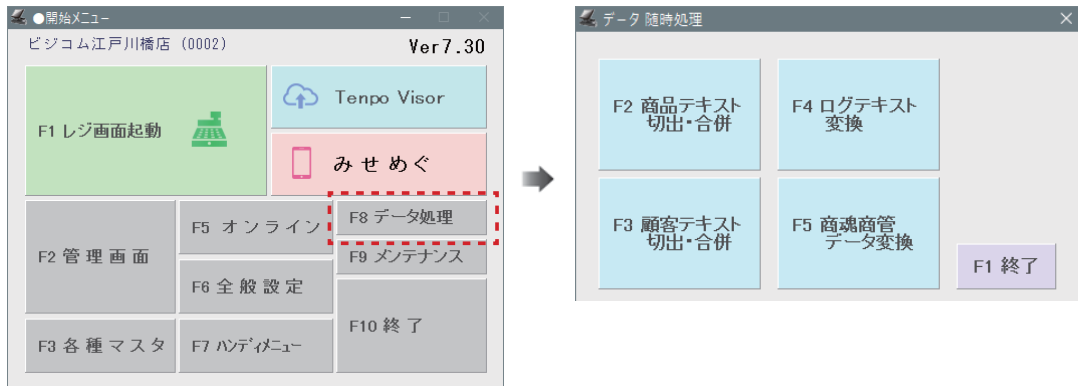 ●開始メニュー
ビジコム江戸川橋店 (0002)
Ver7.30
F1 レジ画面起動
Tenpo Visor
みせめぐ
F2 管理画面
F5 オンライン
F8 データ処理
F9 メンテナンス
F6 全般設定
F10 終了
F3 各種マスタ
F7 ハンディメニュー
データ 随時処理
F2 商品テキスト
切出・合併
F4 ログテキスト
変換
F3 顧客テキスト
切出・合併
F5 商魂商管
データ変換
F1 終了